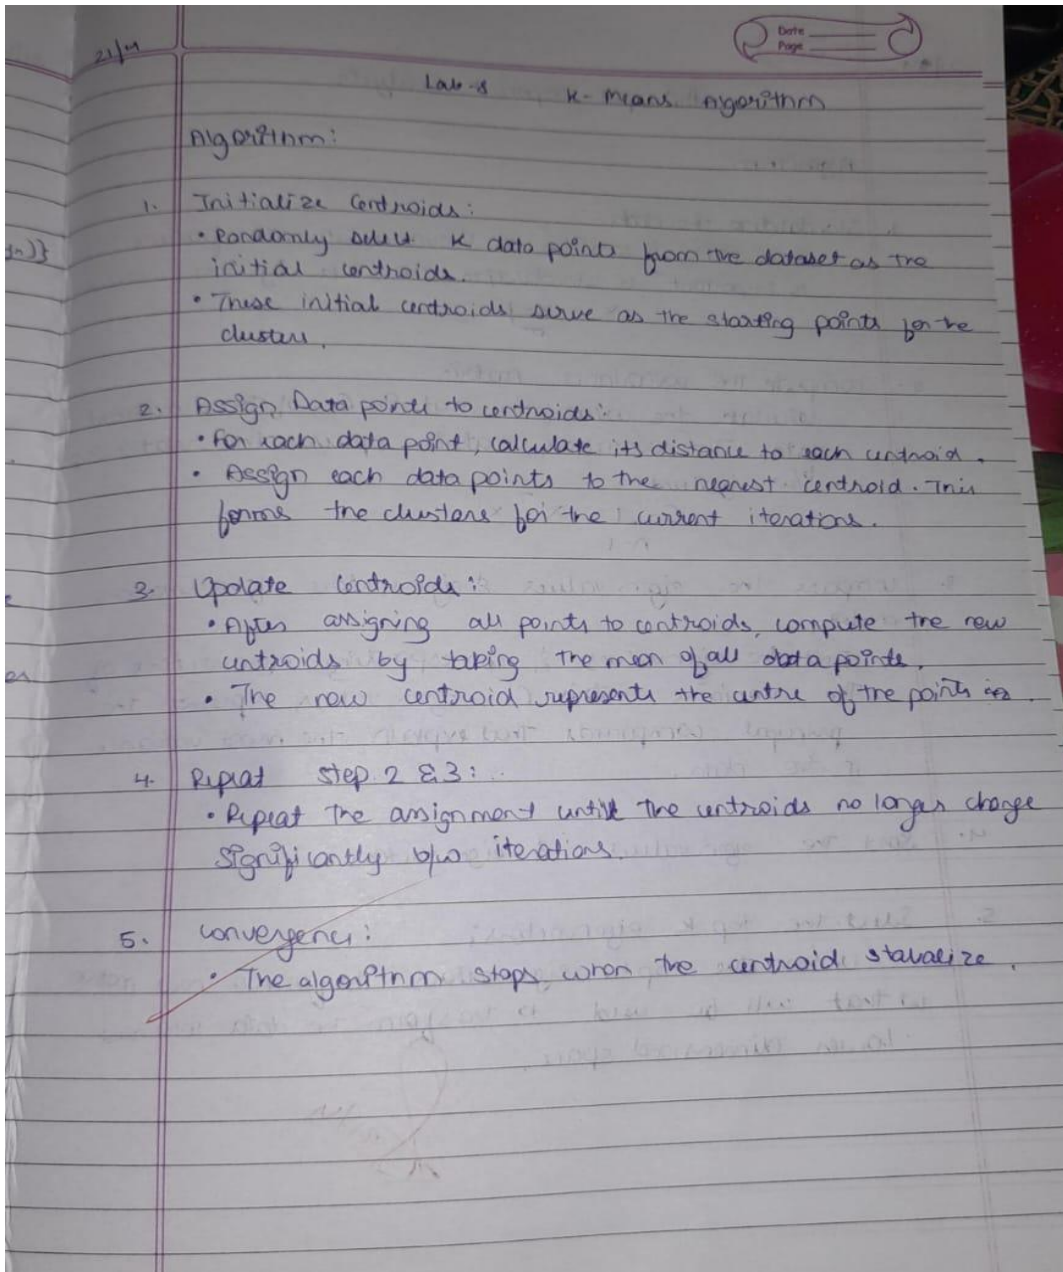 21/4
Date
Page
Lab-8 K-Means Algorithm
Algorithm:
1. Initialize Centroids:
• Randomly select K data points from the dataset as the
initial centroids.
• These initial centroids serve as the starting points for the
clusters.
2. Assign Data points to centroids:
• For each data point, calculate its distance to each centroid.
• Assign each data points to the nearest centroid. This
forms the clusters for the current iterations.
3. Update Centroids:
• After assigning all points to centroids, compute the new
centroids by taking the mean of all data points.
• The new centroid represents the centre of the points in.
4. Repeat step 2 & 3:
• Repeat the assignment until the centroids no longer change
significantly b/w iterations.
5. Convergence:
• The algorithm stops when the centroid stabalize.